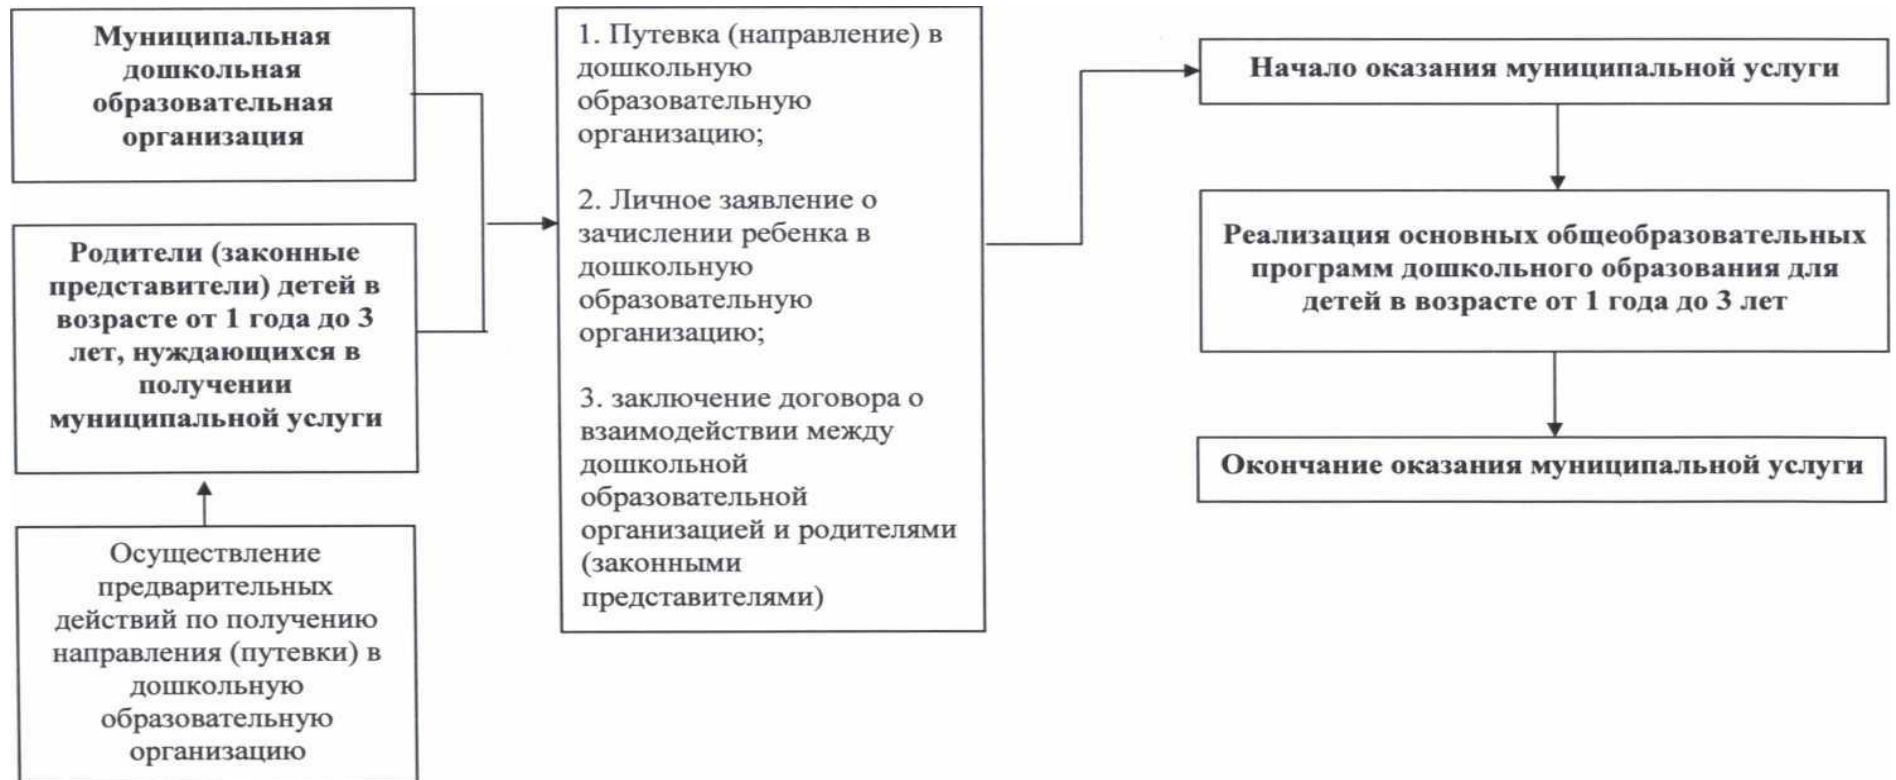 Муниципальная
дошкольная
образовательная
организация
Родители (законные
представители) детей в
возрасте от 1 года до 3
лет, нуждающихся в
получении
муниципальной услуги
Осуществление
предварительных
действий по получению
направления (путевки) в
дошкольную
образовательную
организацию
1. Путевка (направление) в
дошкольную
образовательную
организацию;
2. Личное заявление о
зачислении ребенка в
дошкольную
образовательную
организацию;
3. заключение договора о
взаимодействии между
дошкольной
образовательной
организацией и родителями
(законными
представителями)
Начало оказания муниципальной услуги
Реализация основных общеобразовательных
программ дошкольного образования для
детей в возрасте от 1 года до 3 лет
Окончание оказания муниципальной услуги